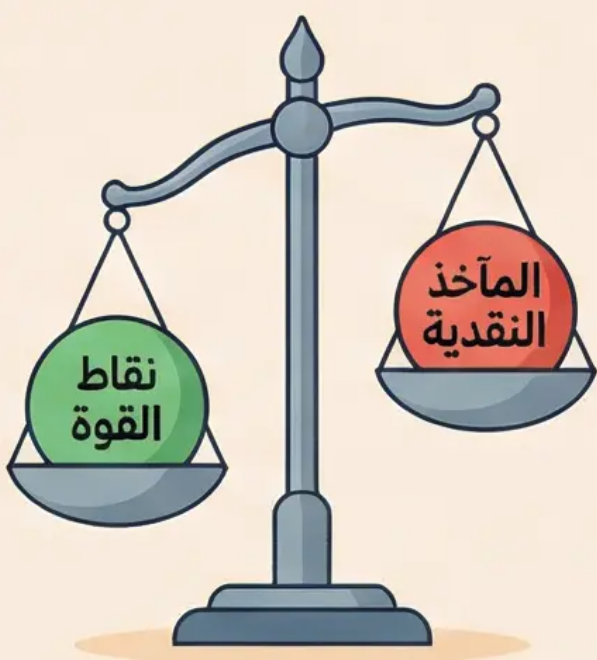 المآخذ
النقدية
نقاط
القوة